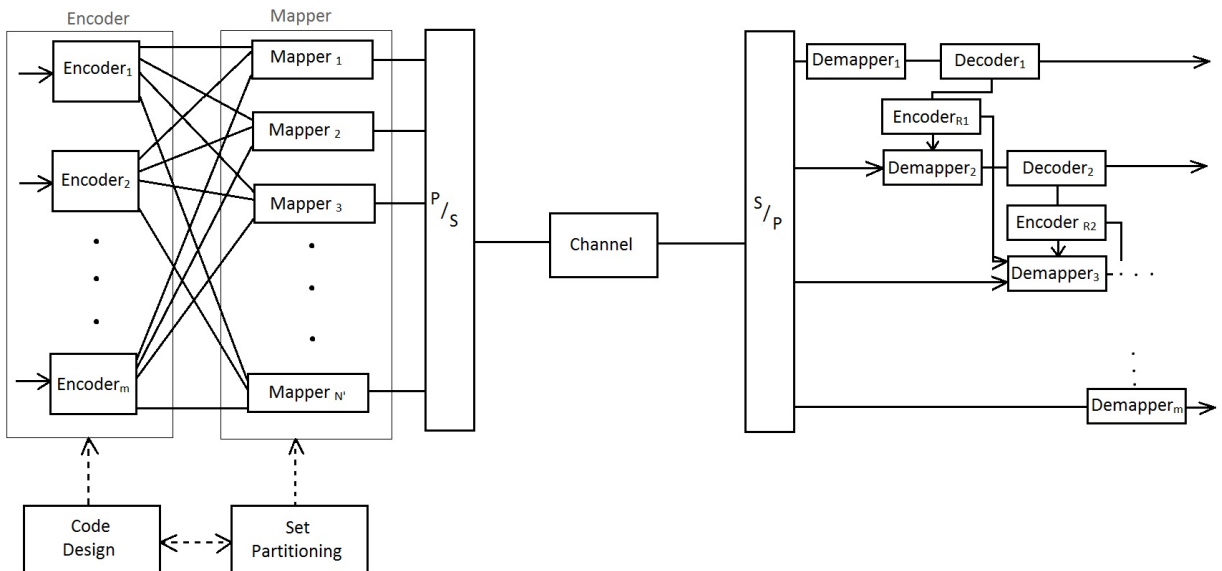 Encoder
Mapper
Encoder1
Encoder2
Encoderm
Mapper 1
Mapper 2
Mapper 3
Mapper N'
P/S
Channel
S/P
Demapper1
Decoder1
EncoderR1
Demapper2
Decoder2
Encoder R2
Demapper3
Demapperm
Code
Design
Set
Partitioning